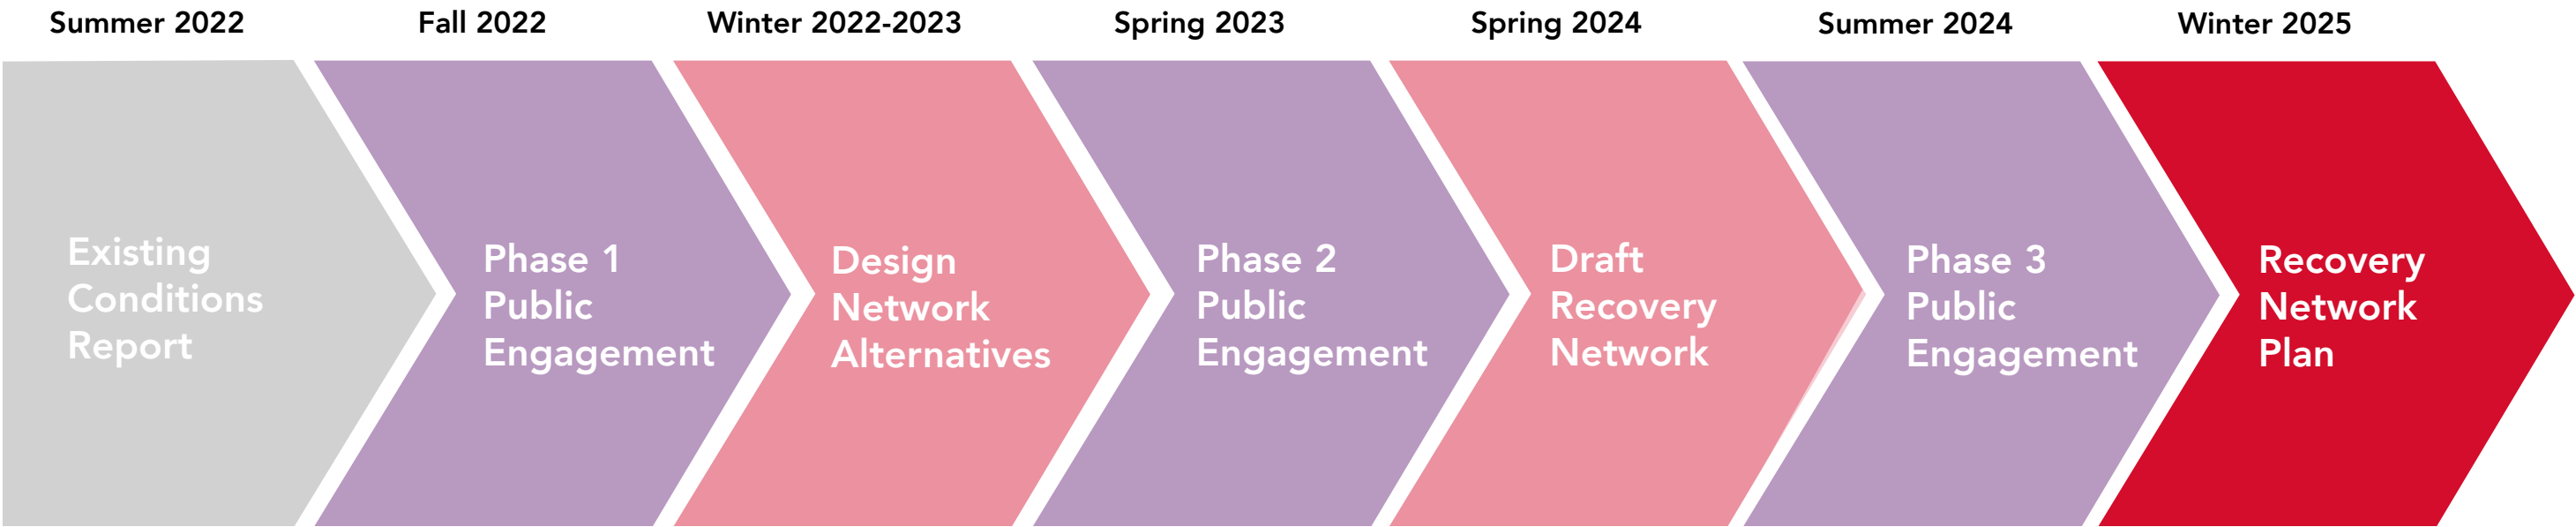 Summer 2022
Fall 2022
Winter 2022-2023
Spring 2023
Spring 2024
Summer 2024
Winter 2025
Existing
Conditions
Report
Phase 1
Public
Engagement
Design
Network
Alternatives
Phase 2
Public
Engagement
Draft
Recovery
Network
Phase 3
Public
Engagement
Recovery
Network
Plan